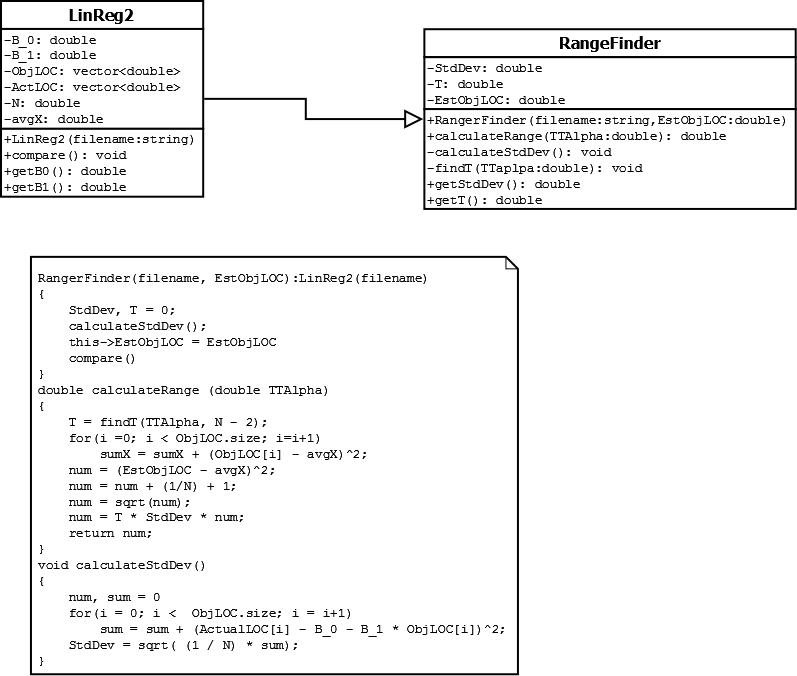 LinReg2
-B_0: double
-B_1: double
-ObjLOC: vector<double>
-ActLOC: vector<double>
-N: double
-avgX: double
+LinReg2(filename:string)
+compare(): void
+getB0(): double
+getB1(): double
RangeFinder
-StdDev: double
-T: double
-EstObjLOC: double
+RangerFinder(filename:string,EstObjLOC:double)
+calculateRange(TTAlpha:double): double
-calculateStdDev(): void
-findT(TTaplpa:double): void
+getStdDev(): double
+getT(): double
RangerFinder(filename, EstObjLOC):LinReg2(filename)
{
    StdDev, T = 0;
    calculateStdDev();
    this->EstObjLOC = EstObjLOC
    compare()
}
double calculateRange (double TTAlpha)
{
    T = findT(TTAlpha, N - 2);
    for(i =0; i < ObjLOC.size; i=i+1)
        sumX = sumX + (ObjLOC[i] - avgX)^2;
    num = (EstObjLOC - avgX)^2;
    num = num + (1/N) + 1;
    num = sqrt(num);
    num = T * StdDev * num;
    return num;
}
void calculateStdDev()
{
    num, sum = 0
    for(i = 0; i <  ObjLOC.size; i = i+1)
        sum = sum + (ActualLOC[i] - B_0 - B_1 * ObjLOC[i])^2;
    StdDev = sqrt( (1 / N) * sum);
}